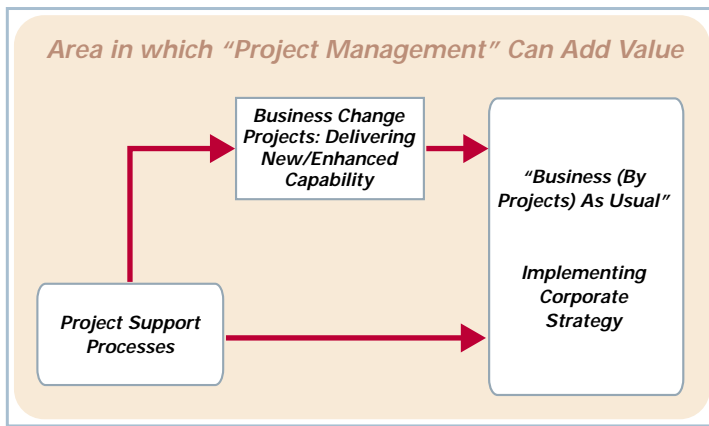 Area in which “Project Management” Can Add Value
Business Change
Projects: Delivering
New/Enhanced
Capability
“Business (By
Projects) As Usual”
Implementing
Corporate
Strategy
Project Support
Processes